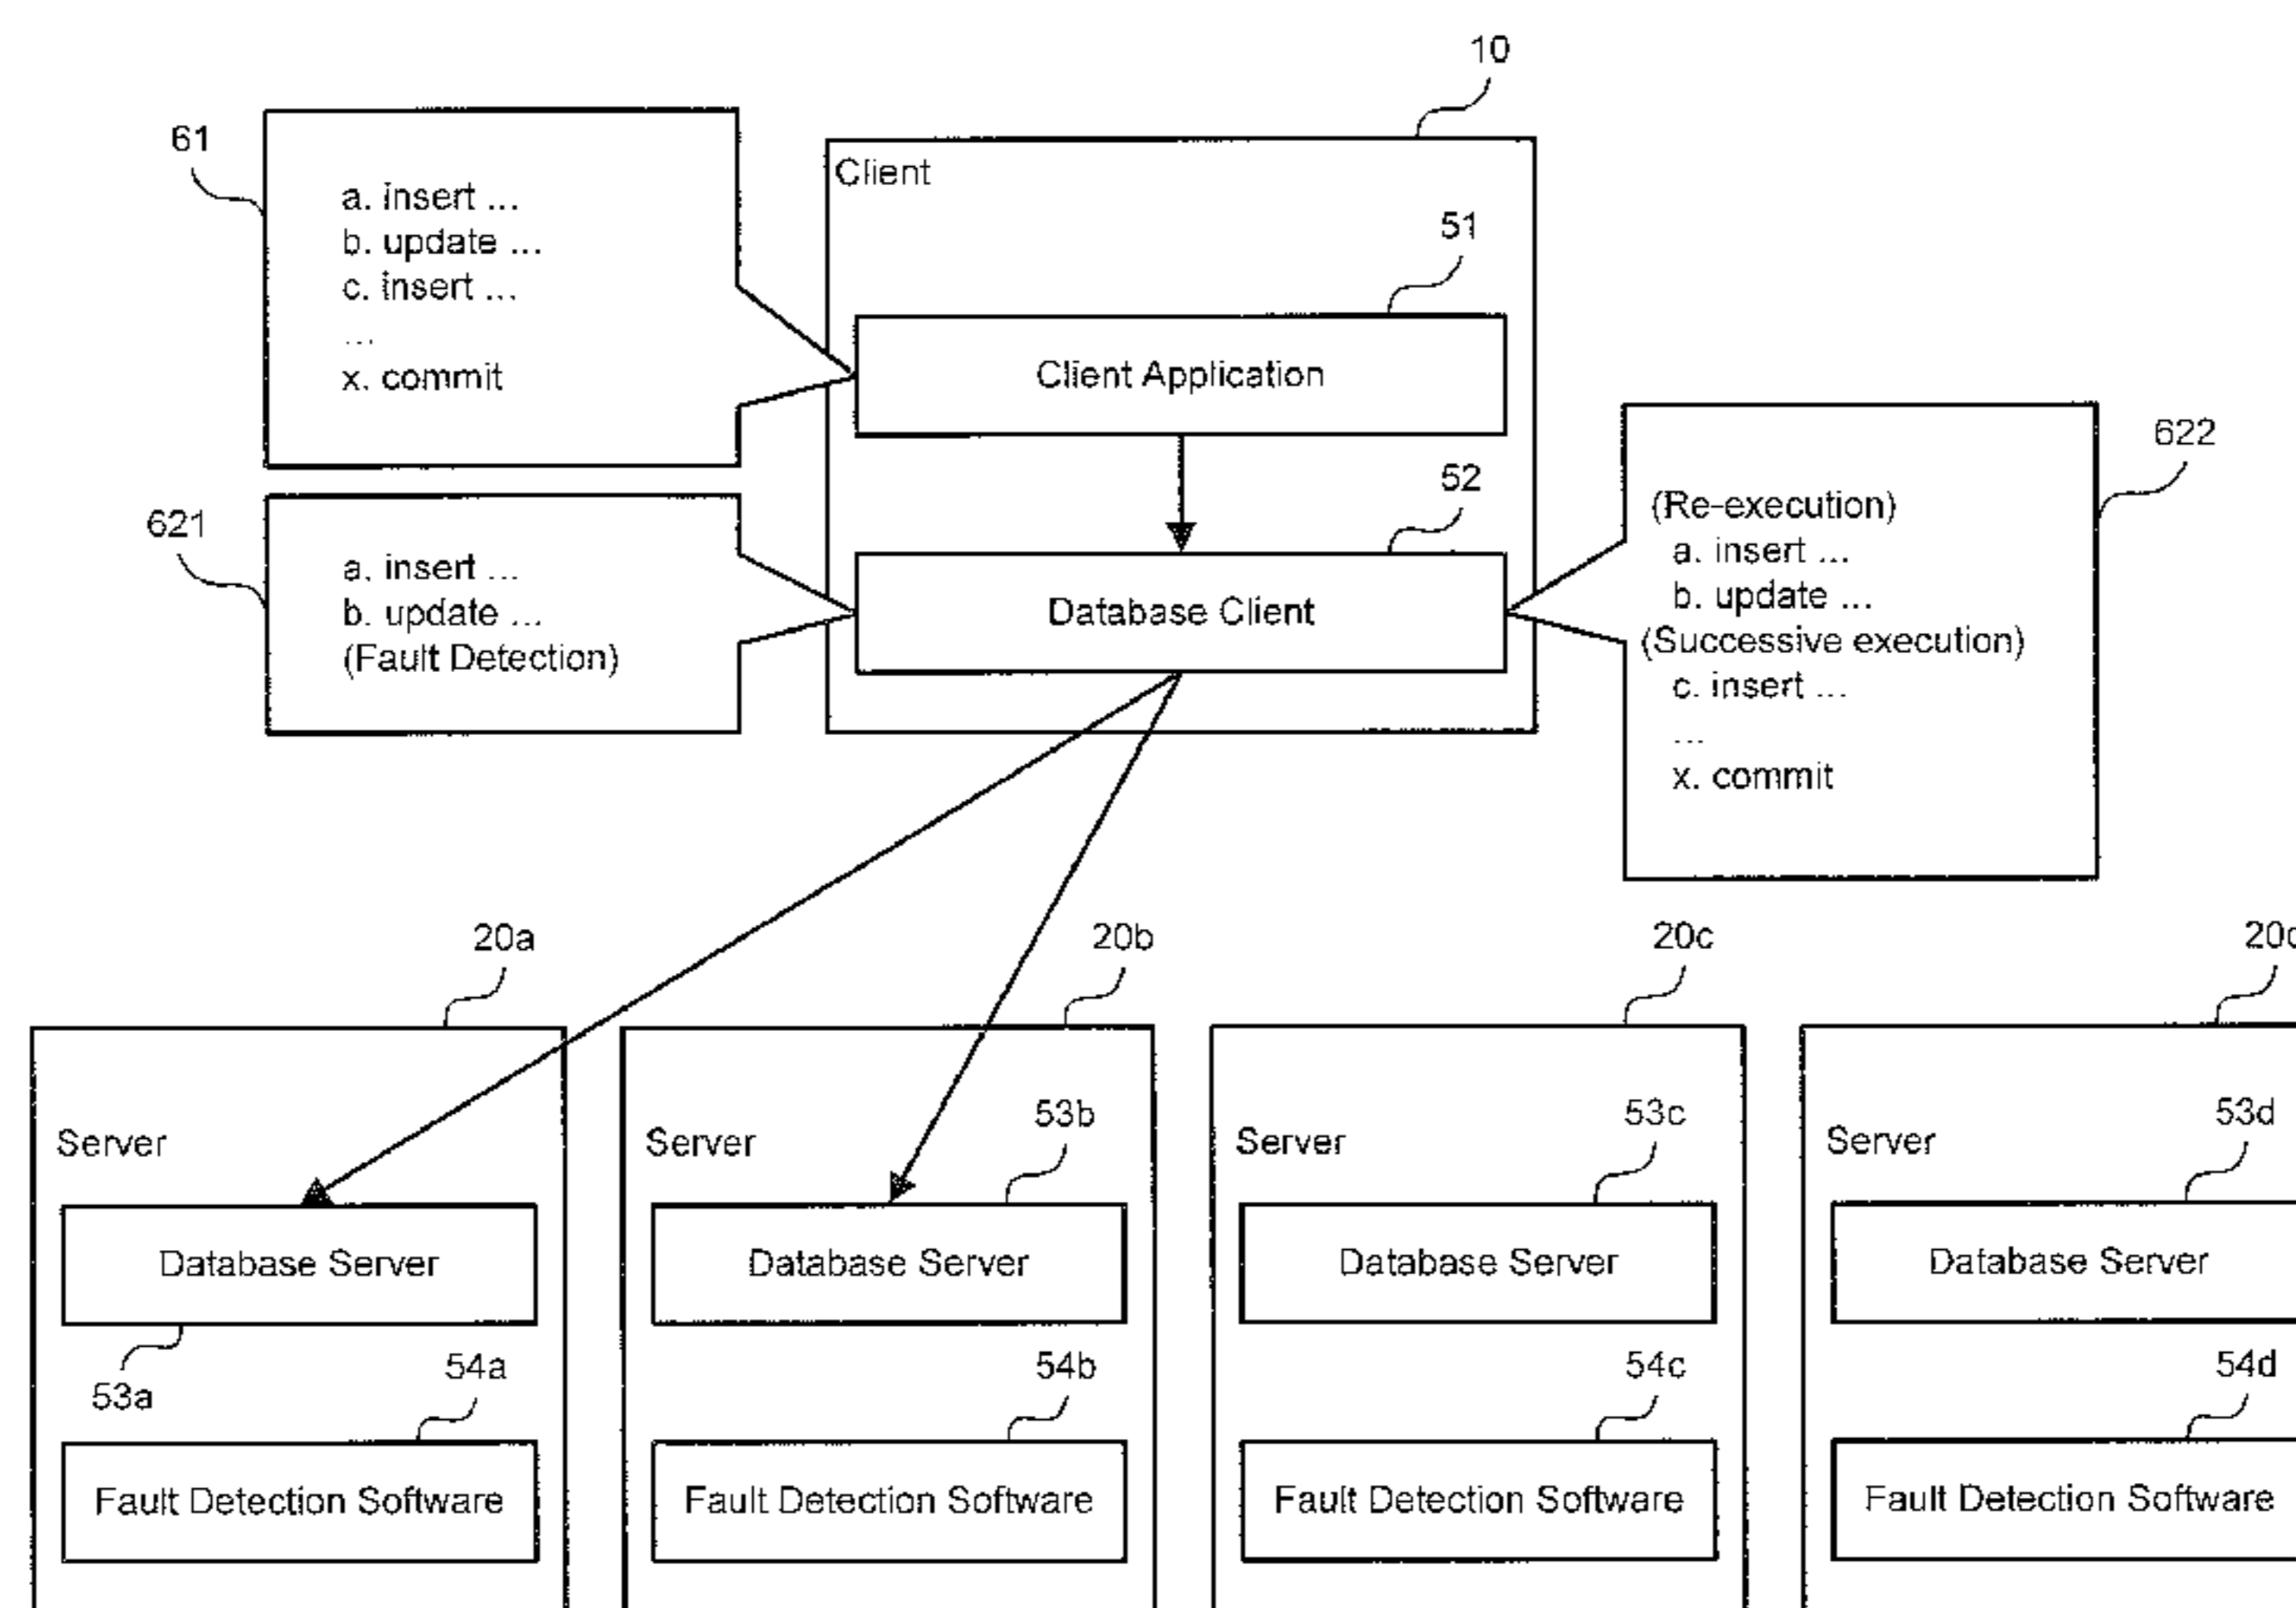 10
61
Client
a. insert ...
b. update ...
c. insert ...
...
x. commit
51
Client Application
622
52
621
a. insert ...
b. update ...
(Fault Detection)
Database Client
(Re-execution)
a. insert ...
b. update ...
(Successive execution)
c. insert ...
...
x. commit
20a
20b
20c
Server
Server
Server
Server
53b
53c
53d
Database Server
Database Server
Database Server
Database Server
53a
54a
54b
54c
54d
Fault Detection Software
Fault Detection Software
Fault Detection Software
Fault Detection Software